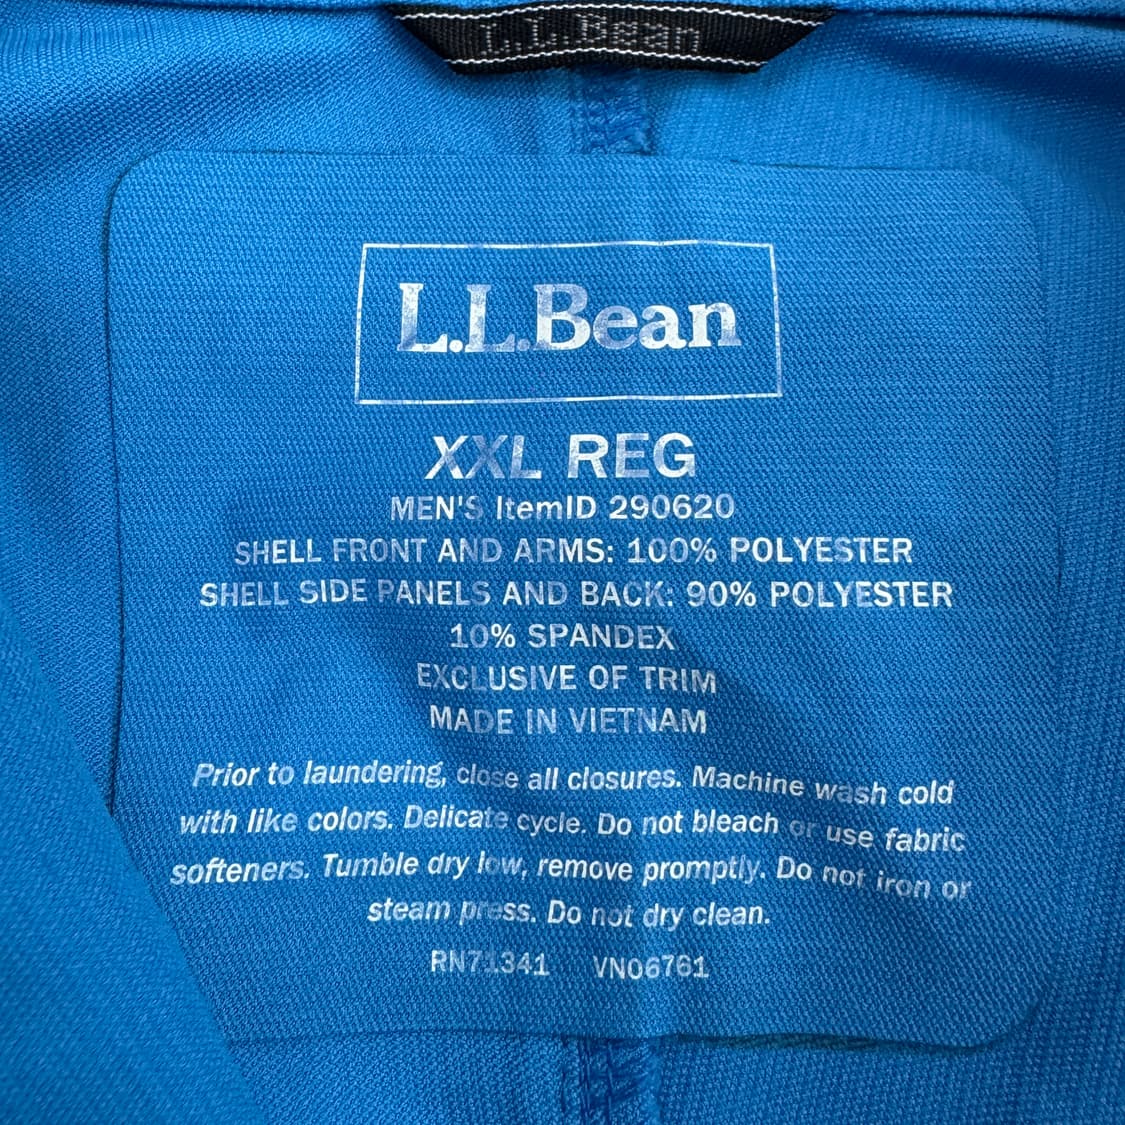 L.L.Bean
L.L.Bean
XXL REG
MEN'S ItemID 290620
SHELL FRONT AND ARMS: 100% POLYESTER
SHELL SIDE PANELS AND BACK: 90% POLYESTER
10% SPANDEX
EXCLUSIVE OF TRIM
MADE IN VIETNAM
Prior to laundering, close all closures. Machine wash cold
with like colors. Delicate cycle. Do not bleach or use fabric
softeners. Tumble dry low, remove promptly. Do not iron or
steam press. Do not dry clean.
RN71341 VN06761